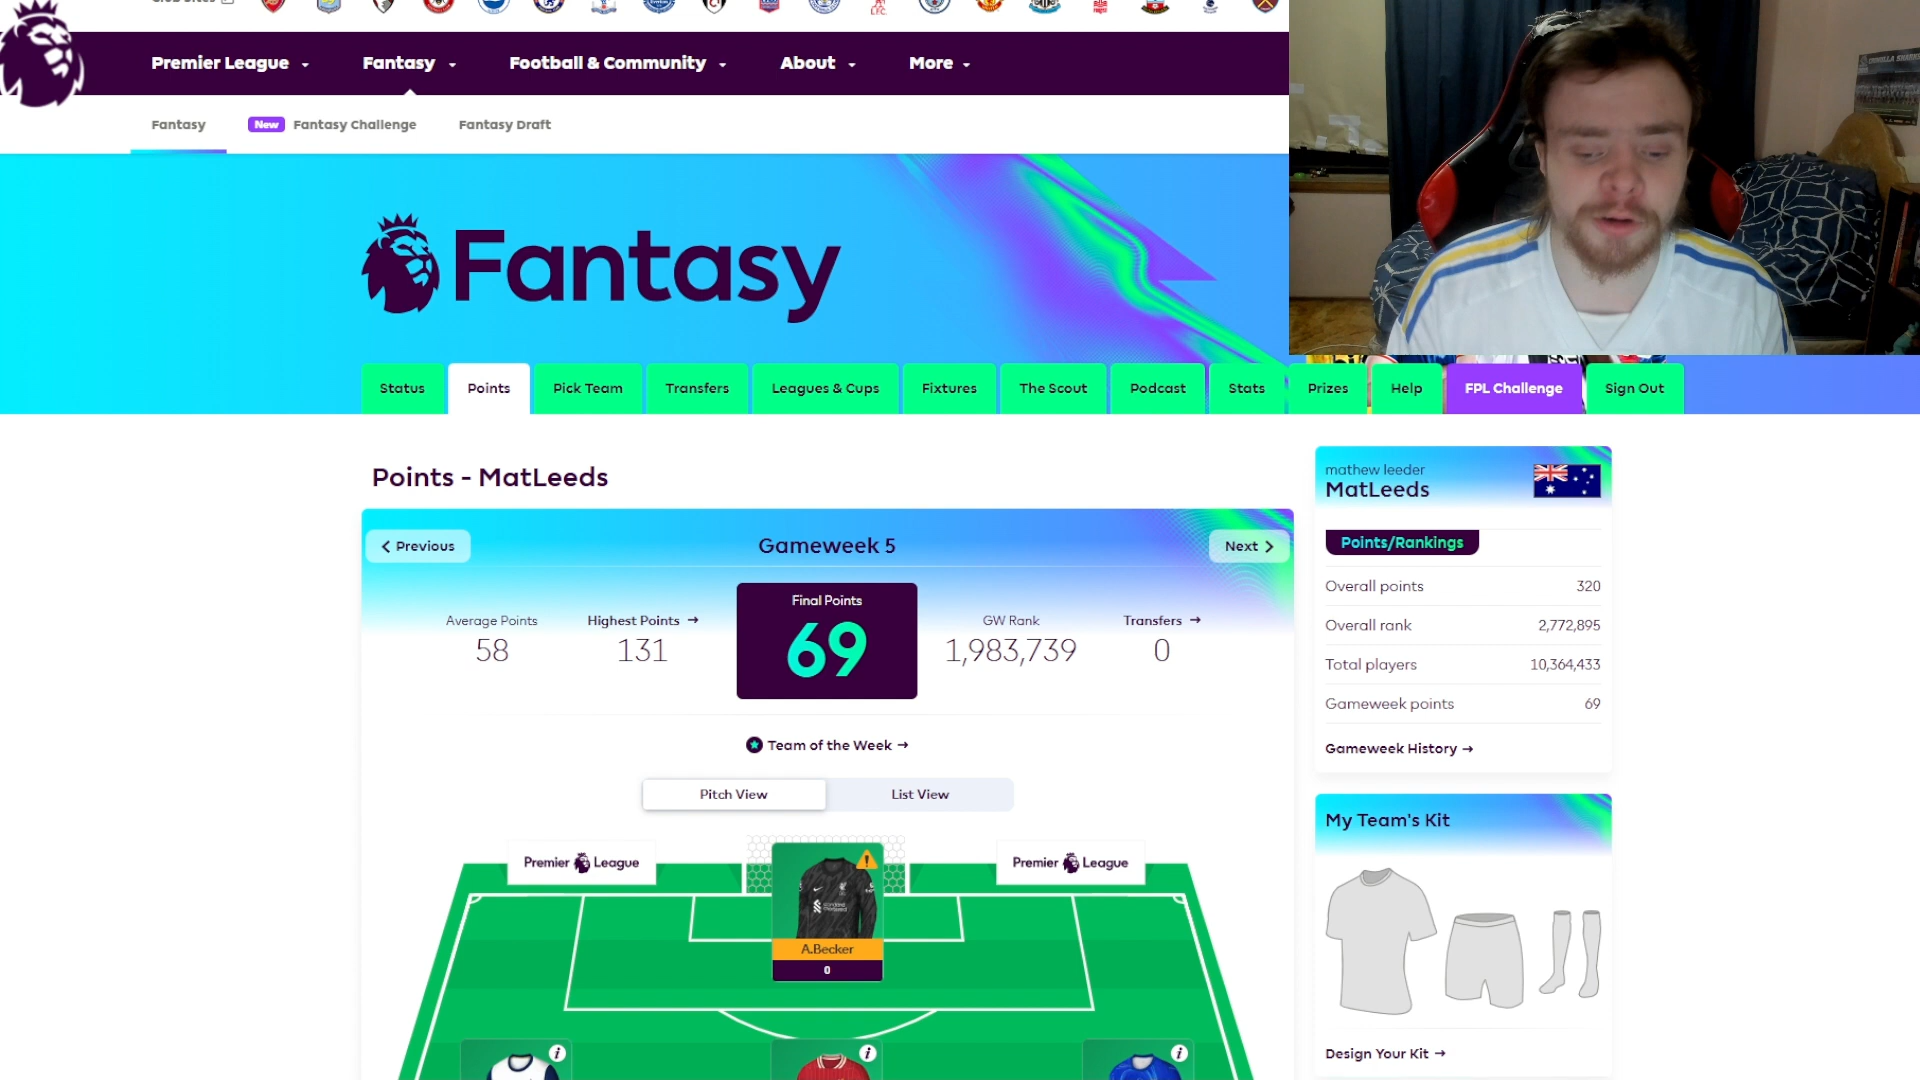 Club Sites
Premier League
Fantasy
Football & Community
About
More
Fantasy
New
Fantasy Challenge
Fantasy Draft
Fantasy
Status
Points
Pick Team
Transfers
Leagues & Cups
Fixtures
The Scout
Podcast
Stats
Prizes
Help
FPL Challenge
Sign Out
Points - MatLeeds
Previous
Gameweek 5
Next
Average Points
58
Highest Points →
131
Final Points
69
GW Rank
1,983,739
Transfers →
0
Team of the Week →
Pitch View
List View
Premier League
Premier League
A.Becker
0
mathew leeder
MatLeeds
Points/Rankings
Overall points 320
Overall rank 2,772,895
Total players 10,364,433
Gameweek points 69
Gameweek History →
My Team's Kit
Design Your Kit →